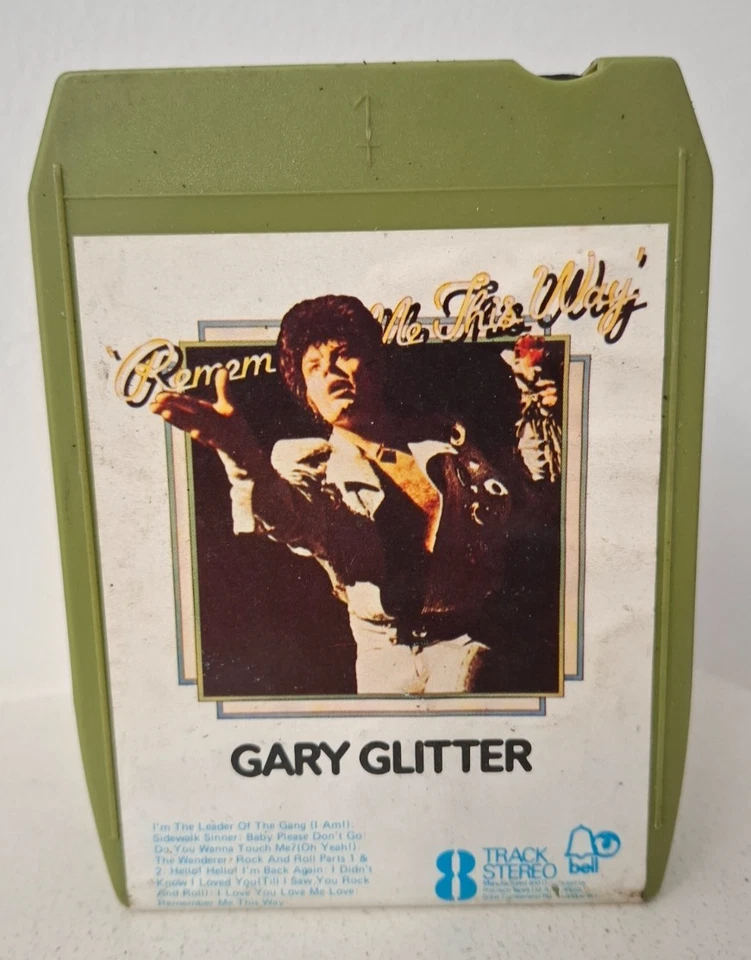 1
'Remem Me This Way'
GARY GLITTER
I'm The Leader Of The Gang (I Am!):
Sidewalk Sinner: Baby Please Don't Go
Do You Wanna Touch Me?(Oh Yeah!):
The Wanderer: Rock And Roll Parts 1 &
2: Hello! Hello! I'm Back Again: I Didn't
Know I Loved You(Till I Saw You Rock
And Roll): I Love You Love Me Love:
Remember Me This Way
8 TRACK
STEREO
bell